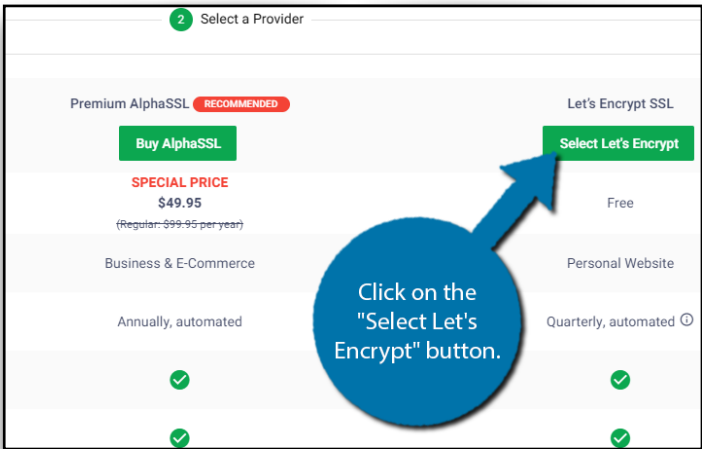 2 Select a Provider
Premium AlphaSSL RECOMMENDED
Let's Encrypt SSL
Buy AlphaSSL
Select Let's Encrypt
SPECIAL PRICE
$49.95
(Regular: $99.95 per year)
Free
Business & E-Commerce
Personal Website
Annually, automated
Quarterly, automated
Click on the
"Select Let's
Encrypt" button.